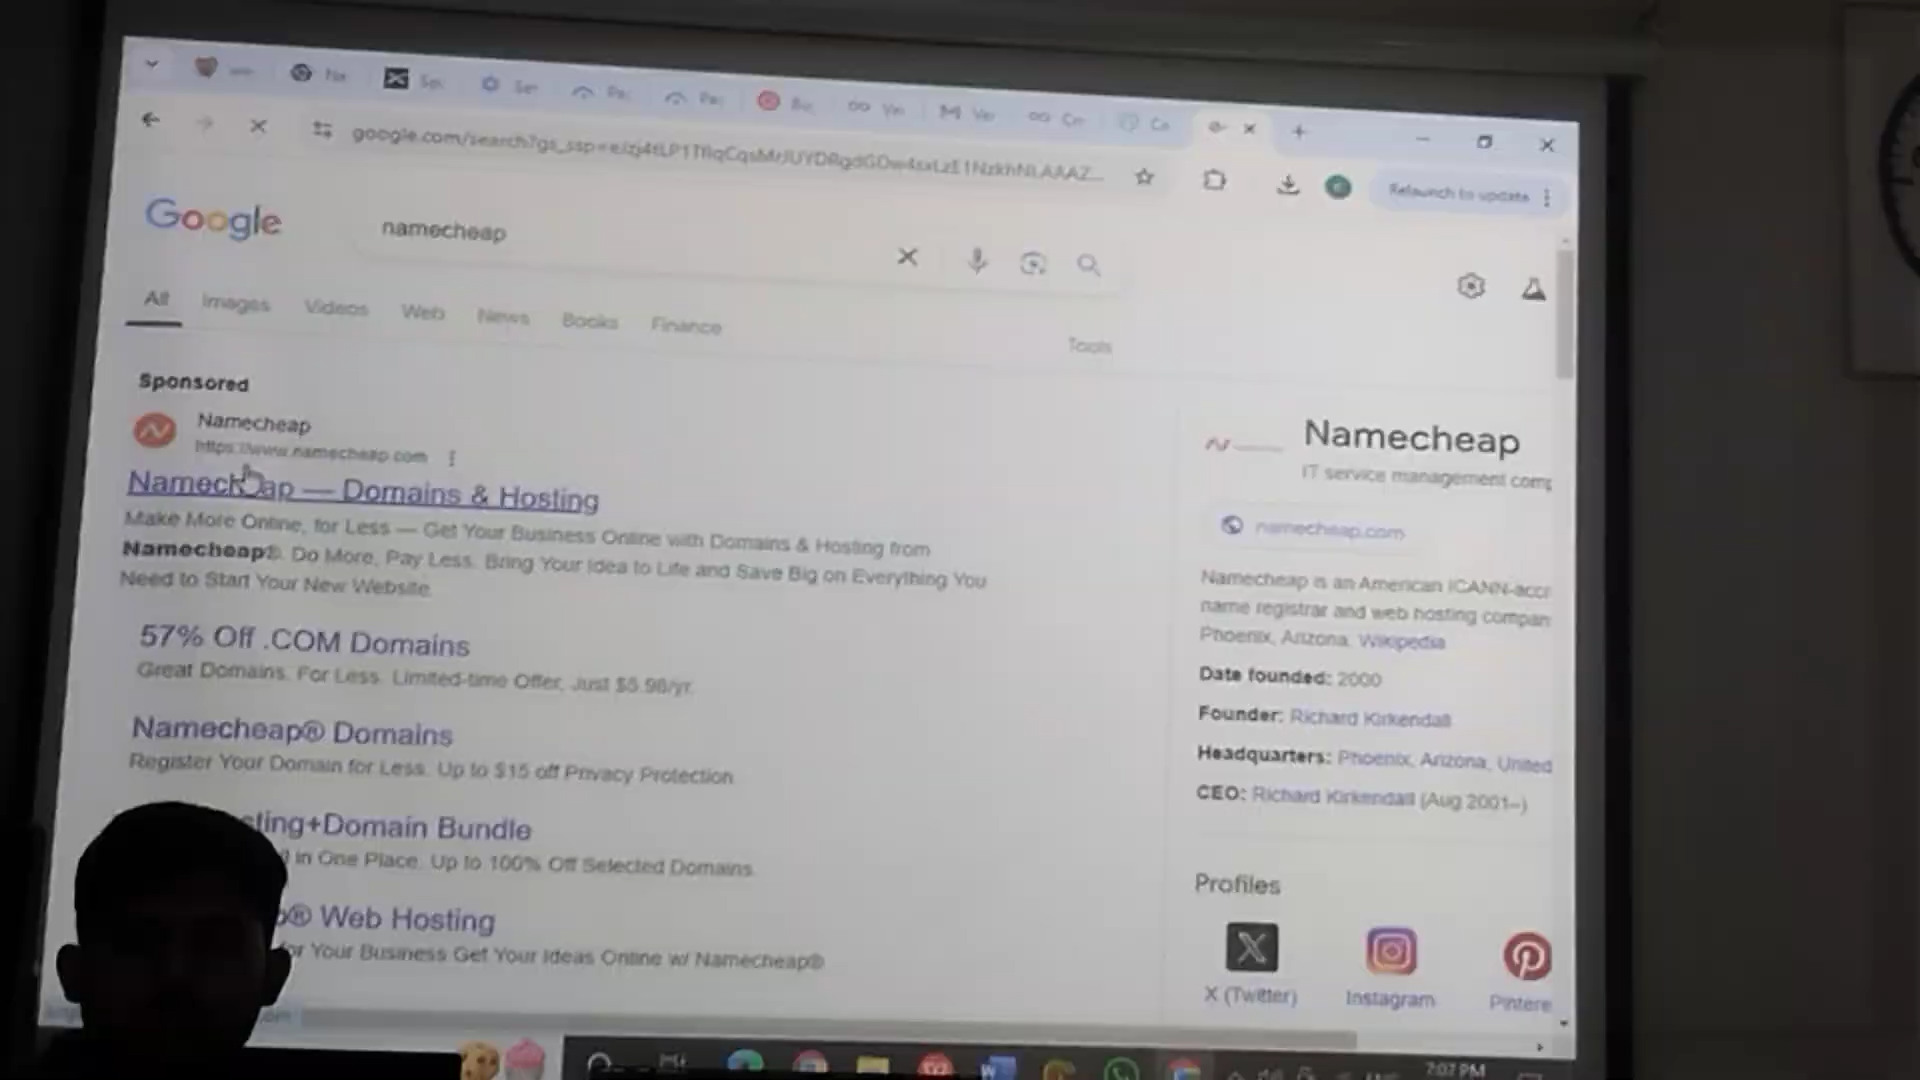 google.com/search?gs_ssp=
Relaunch to update
Google
namecheap
All Images Videos Web News Books Finance
Tools
Sponsored
Namecheap
https://www.namecheap.com
Namecheap — Domains & Hosting
Make More Online, for Less — Get Your Business Online with Domains & Hosting from
Namecheap®. Do More, Pay Less. Bring Your Idea to Life and Save Big on Everything You
Need to Start Your New Website.
57% Off .COM Domains
Great Domains. For Less. Limited-time Offer, Just $5.98/yr.
Namecheap® Domains
Register Your Domain for Less. Up to $15 off Privacy Protection.
sting+Domain Bundle
in One Place. Up to 100% Off Selected Domains.
p® Web Hosting
for Your Business Get Your Ideas Online w/ Namecheap®
Namecheap
IT service management comp
namecheap.com
Namecheap is an American ICANN-accr
name registrar and web hosting compan
Phoenix, Arizona. Wikipedia
Date founded: 2000
Founder: Richard Kirkendall
Headquarters: Phoenix, Arizona, United
CEO: Richard Kirkendall (Aug 2001–)
Profiles
X (Twitter)
Instagram
Pintere
7:07 PM